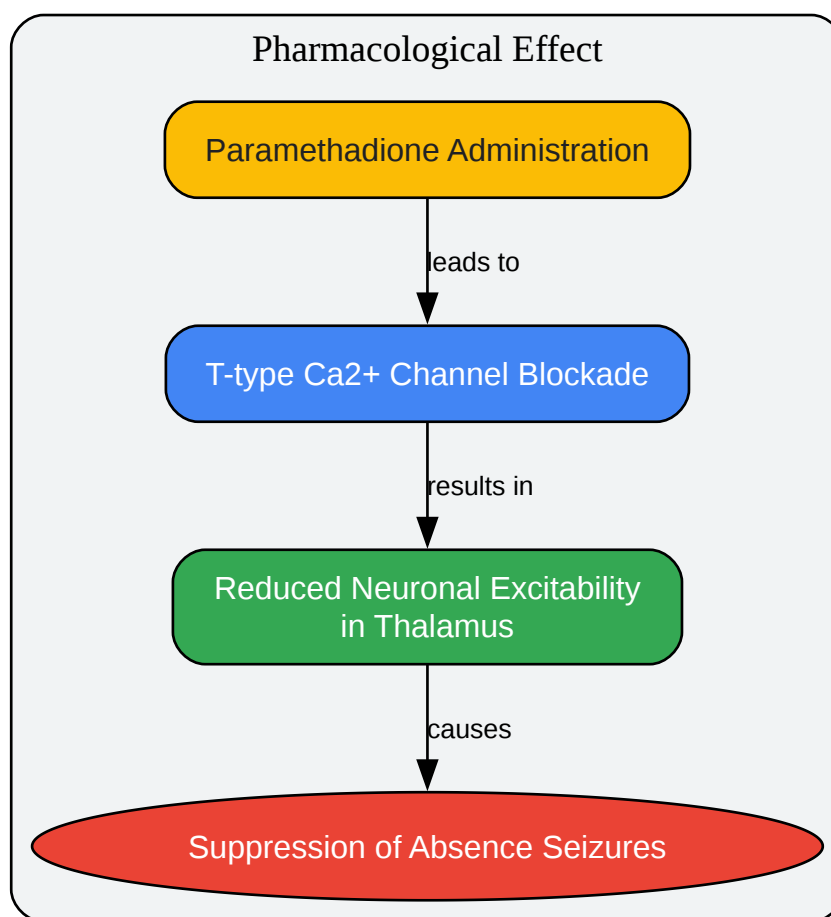 Pharmacological Effect
Paramethadione Administration
leads to
T-type Ca2+ Channel Blockade
results in
Reduced Neuronal Excitability
in Thalamus
causes
Suppression of Absence Seizures